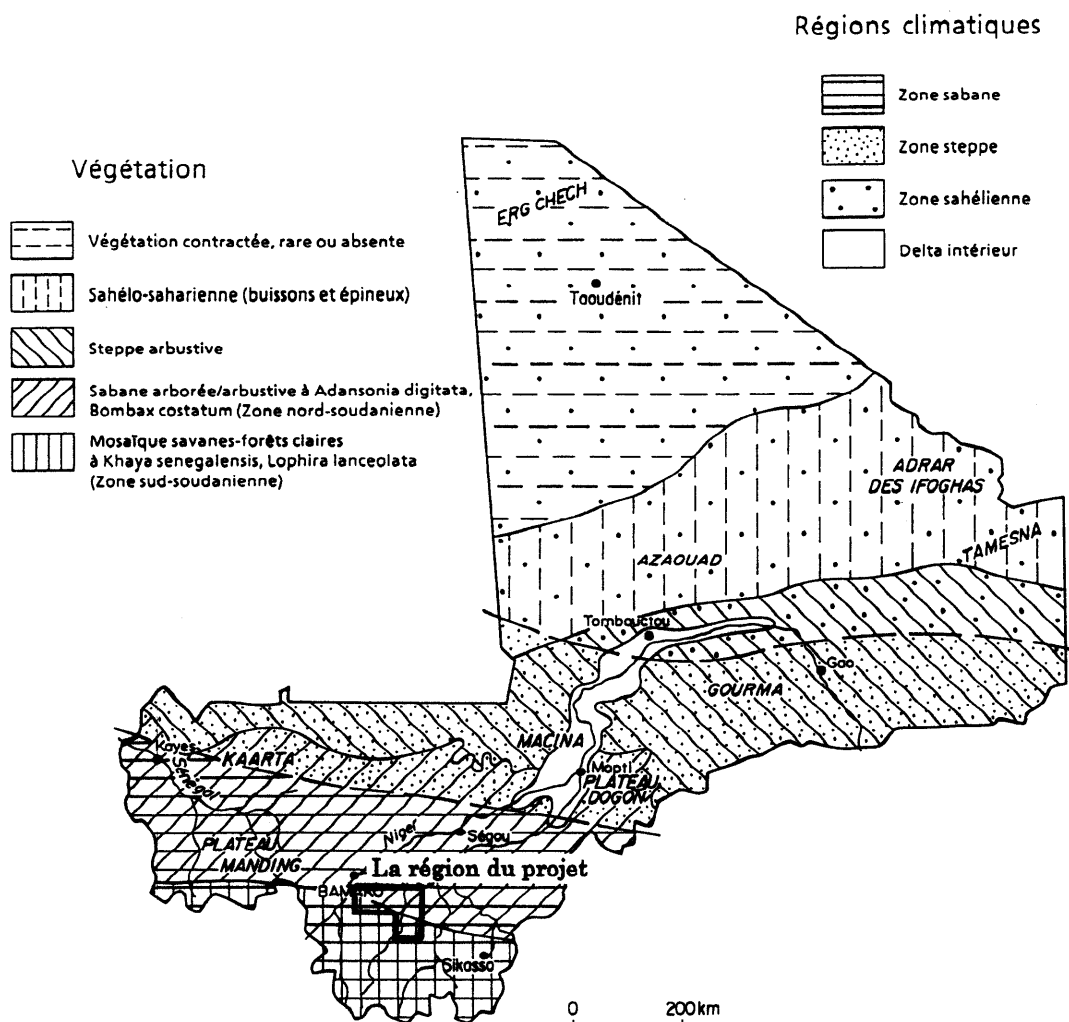 Régions climatiques
Zone sabane
Zone steppe
Zone sahélienne
Delta intérieur
Végétation
Végétation contractée, rare ou absente
Sahélo-saharienne (buissons et épineux)
Steppe arbustive
Sabane arborée/arbustive à Adansonia digitata,
Bombax costatum (Zone nord-soudanienne)
Mosaïque savanes-forêts claires
à Khaya senegalensis, Lophira lanceolata
(Zone sud-soudanienne)
ERG CHECH
Taoudénit
ADRAR
DES IFOGHAS
TAMESNA
AZAOUAD
Tombouctou
Gao
GOURMA
MACINA
Kayes
Sénégal
KAARTA
Mopti
PLATEAU
DOGON
Niger
Ségou
PLATEAU
MANDING
La région du projet
BAMAKO
Sikasso
0 200km